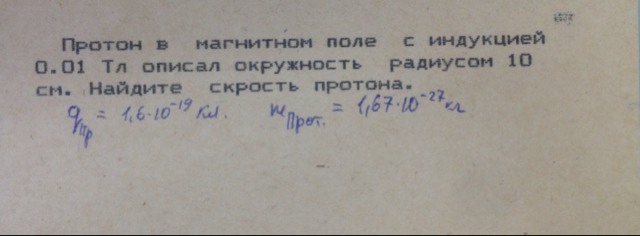 Протон в магнитном поле с индукцией
0.01 Тл описал окружность радиусом 10
см. Найдите скрость протона.
qпр = 1,6·10⁻¹⁹ Кл. mпрот. = 1,67·10⁻²⁷ кг